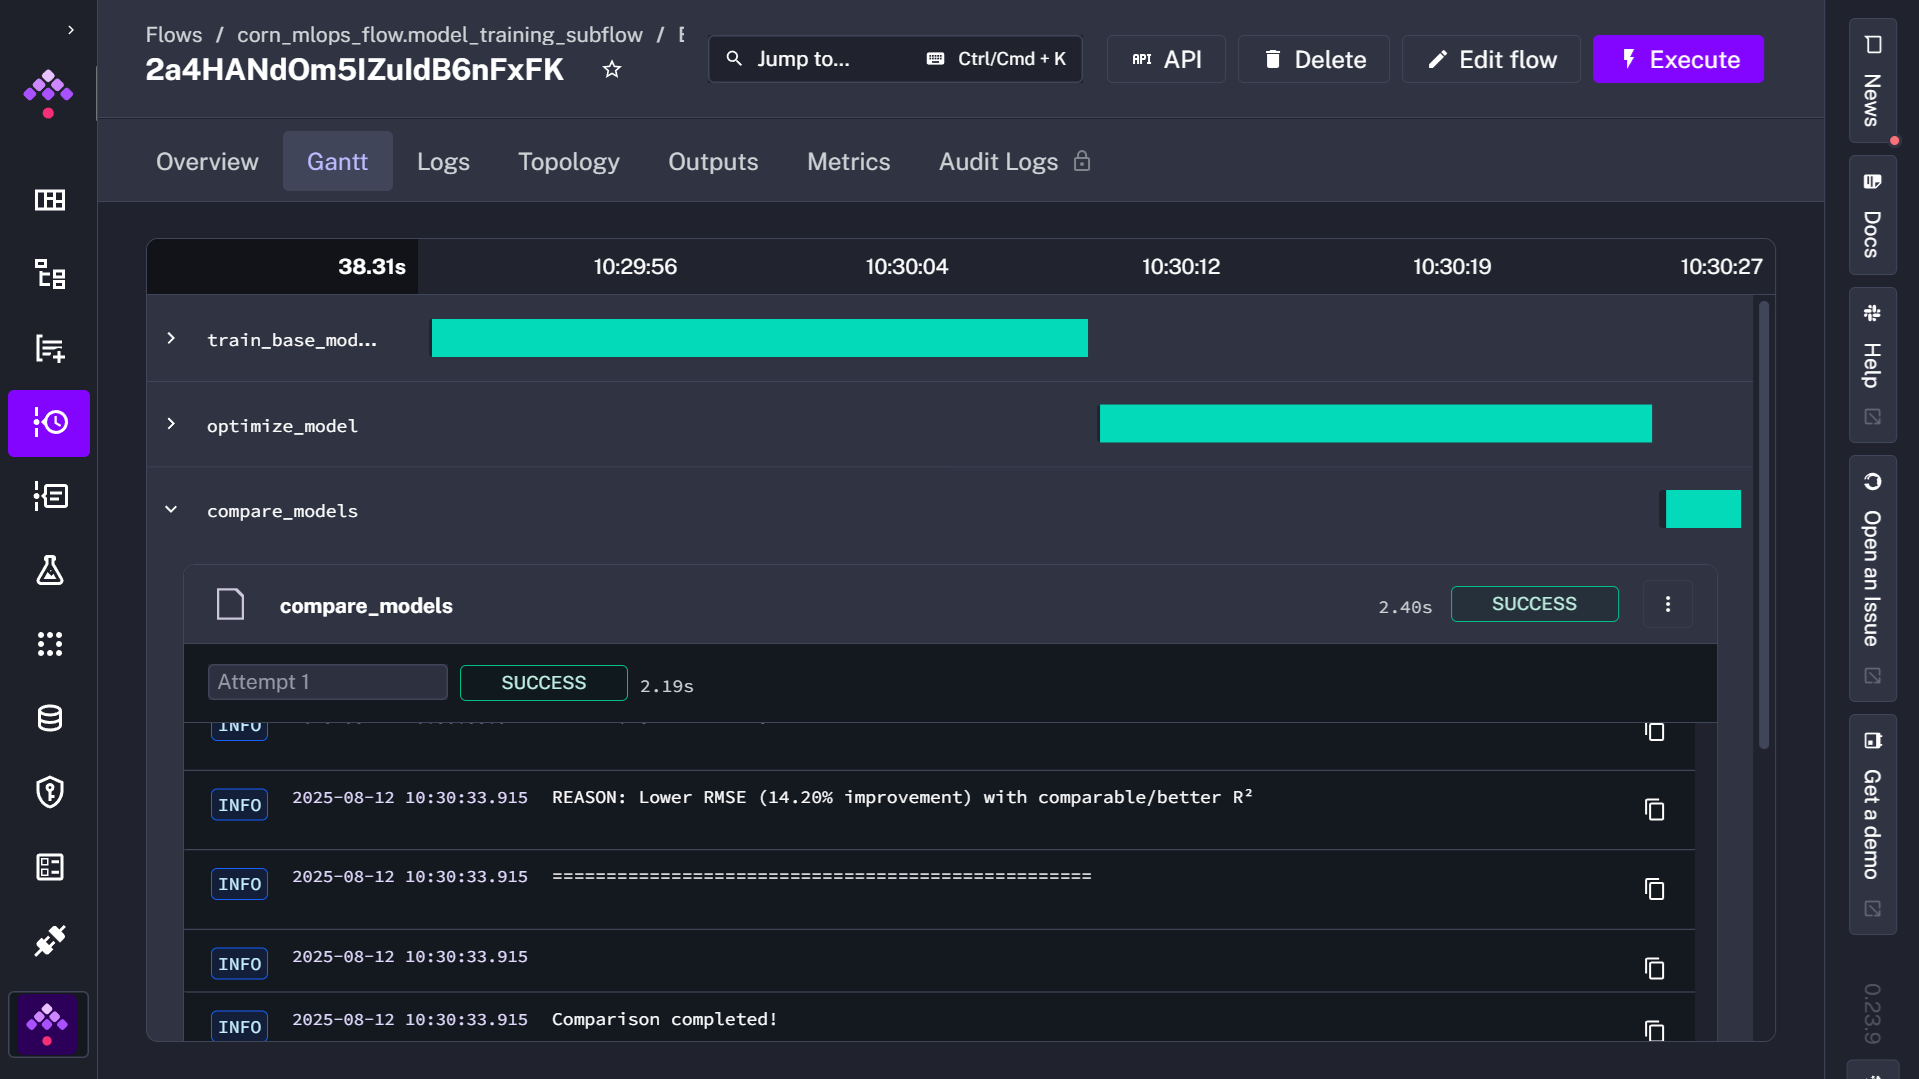 Flows / corn_mlops_flow.model_training_subflow /
2a4HANdOm5IZuIdB6nFxFK
Jump to...
Ctrl/Cmd + K
API API
Delete
Edit flow
Execute
Overview
Gantt
Logs
Topology
Outputs
Metrics
Audit Logs
38.31s
10:29:56
10:30:04
10:30:12
10:30:19
10:30:27
train_base_mod...
optimize_model
compare_models
compare_models
2.40s
SUCCESS
Attempt 1
SUCCESS
2.19s
INFO
INFO 2025-08-12 10:30:33.915 REASON: Lower RMSE (14.20% improvement) with comparable/better R²
INFO 2025-08-12 10:30:33.915 ==================================================
INFO 2025-08-12 10:30:33.915
INFO 2025-08-12 10:30:33.915 Comparison completed!
News
Docs
Help
Open an Issue
Get a demo
0.23.9